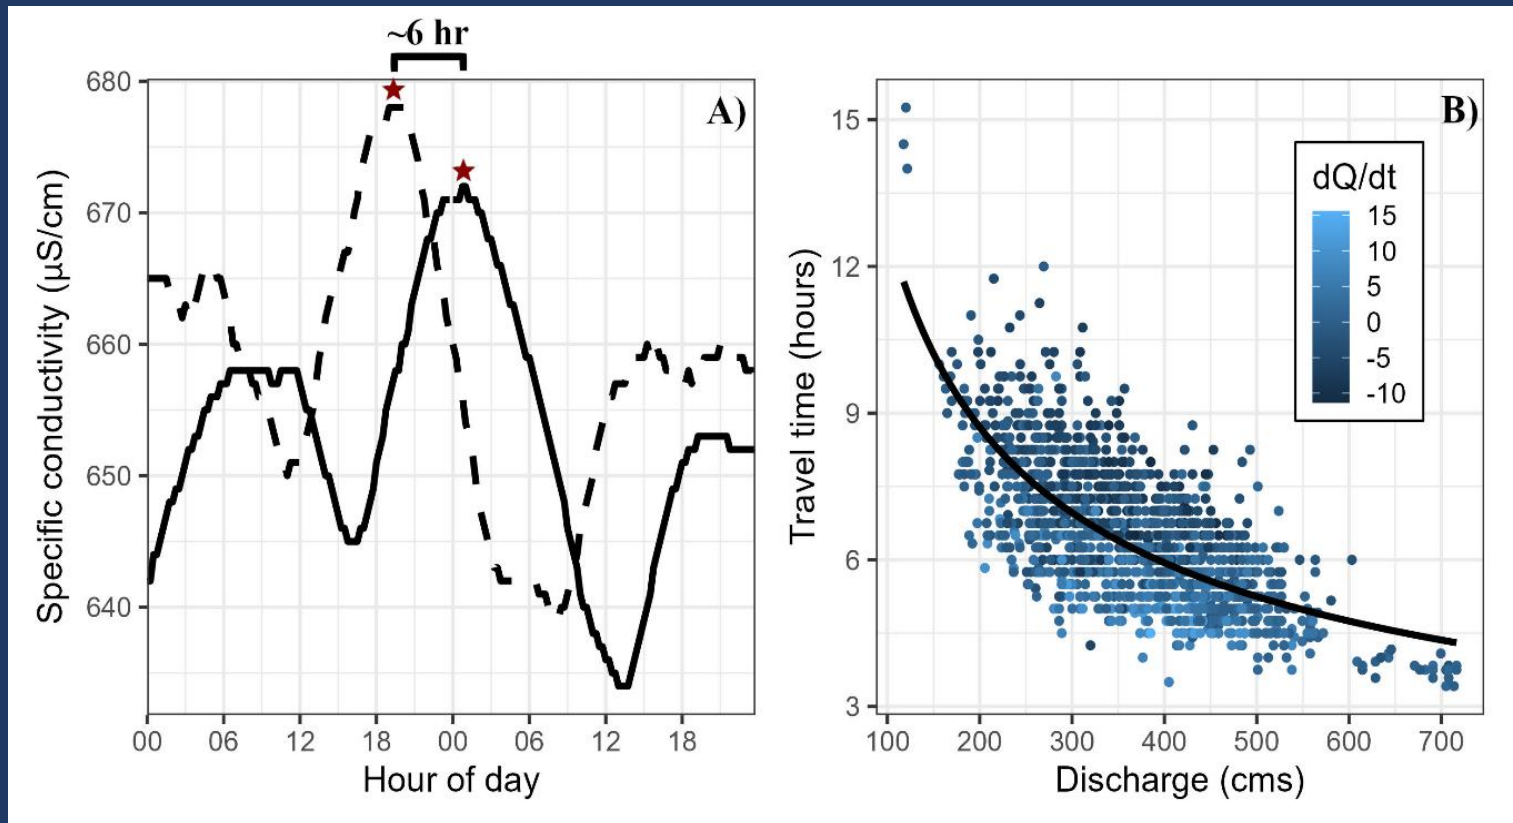 ~6 hr
A)
680
670
660
650
640
Specific conductivity (µS/cm)
00 06 12 18 00 06 12 18
Hour of day
B)
15
12
9
6
3
Travel time (hours)
dQ/dt
15
10
5
0
-5
-10
100 200 300 400 500 600 700
Discharge (cms)